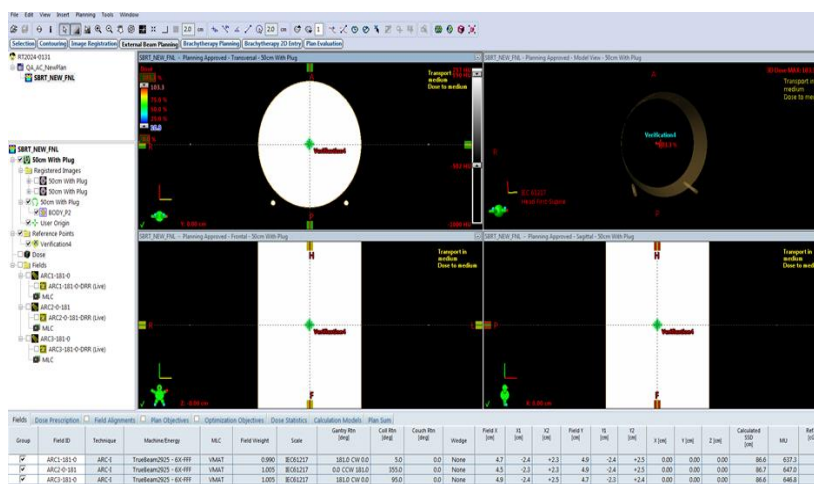 File Edit View Insert Planning Tools Window
Selection Contouring Image Registration External Beam Planning Brachytherapy Planning Brachytherapy 2D Entry Plan Evaluation
RT2024-0131
QA_AC_NewPlan
SBRT_NEW_FNL
SBRT_NEW_FNL
50cm With Plug
Registered Images
50cm With Plug
50cm With Plug
50cm With Plug
BODY_P2
User Origin
Reference Points
Verification4
Dose
Fields
ARC1-181-0
ARC1-181-0-DRR (Live)
MLC
ARC2-0-181
ARC2-0-181-DRR (Live)
MLC
ARC3-181-0
ARC3-181-0-DRR (Live)
MLC
SBRT_NEW_FNL - Planning Approved - Transversal - 50cm With Plug
Transport in
medium
Dose to medium
Verification4
SBRT_NEW_FNL - Planning Approved - Model View - 50cm With Plug
Transport in
medium
Dose to
Verification4
Head First Supine
SBRT_NEW_FNL - Planning Approved - Frontal - 50cm With Plug
H
Transport in
medium
Dose to medium
Verification4
F
SBRT_NEW_FNL - Planning Approved - Sagittal - 50cm With Plug
H
Transport in
medium
Dose to medium
Verification4
F
Fields Dose Prescription Field Alignments Plan Objectives Optimization Objectives Dose Statistics Calculation Models Plan Sum
Group Field ID Technique Machine/Energy MLC Field Weight Scale Gantry Rtn [deg] Coll Rtn [deg] Couch Rtn [deg] Wedge Field X [cm] X1 [cm] X2 [cm] Field Y [cm] Y1 [cm] Y2 [cm] X [cm] Y [cm] Z [cm] Calculated SSD [cm] MU
ARC1-181-0 ARC-I TrueBeam2925 - 6X-FFF VMAT 0.990 IEC61217 181.0 CW 0.0 5.0 0.0 None 4.7 -2.4 +2.3 4.9 -2.4 +2.5 0.00 0.00 0.00 86.6 637.3
ARC2-0-181 ARC-I TrueBeam2925 - 6X-FFF VMAT 1.005 IEC61217 0.0 CCW 181.0 355.0 0.0 None 4.5 -2.3 +2.3 4.9 -2.4 +2.5 0.00 0.00 0.00 86.7 647.0
ARC3-181-0 ARC-I TrueBeam2925 - 6X-FFF VMAT 1.005 IEC61217 181.0 CW 0.0 95.0 0.0 None 4.9 -2.4 +2.5 4.7 -2.3 +2.4 0.00 0.00 0.00 86.6 646.8